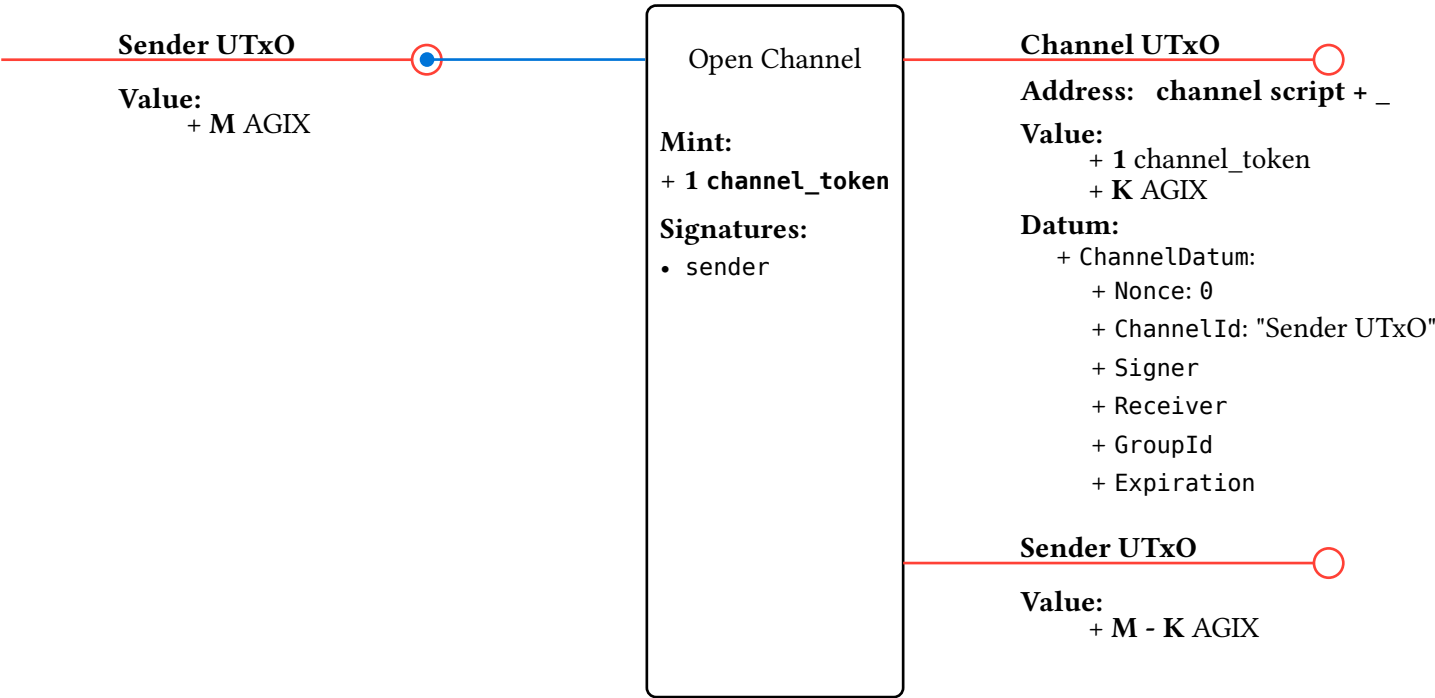 Sender UTxO
Value:
+ M AGIX
Open Channel
Mint:
+ 1 channel_token
Signatures:
• sender
Channel UTxO
Address: channel script + _
Value:
+ 1 channel_token
+ K AGIX
Datum:
+ ChannelDatum:
+ Nonce: 0
+ ChannelId: "Sender UTxO"
+ Signer
+ Receiver
+ GroupId
+ Expiration
Sender UTxO
Value:
+ M - K AGIX